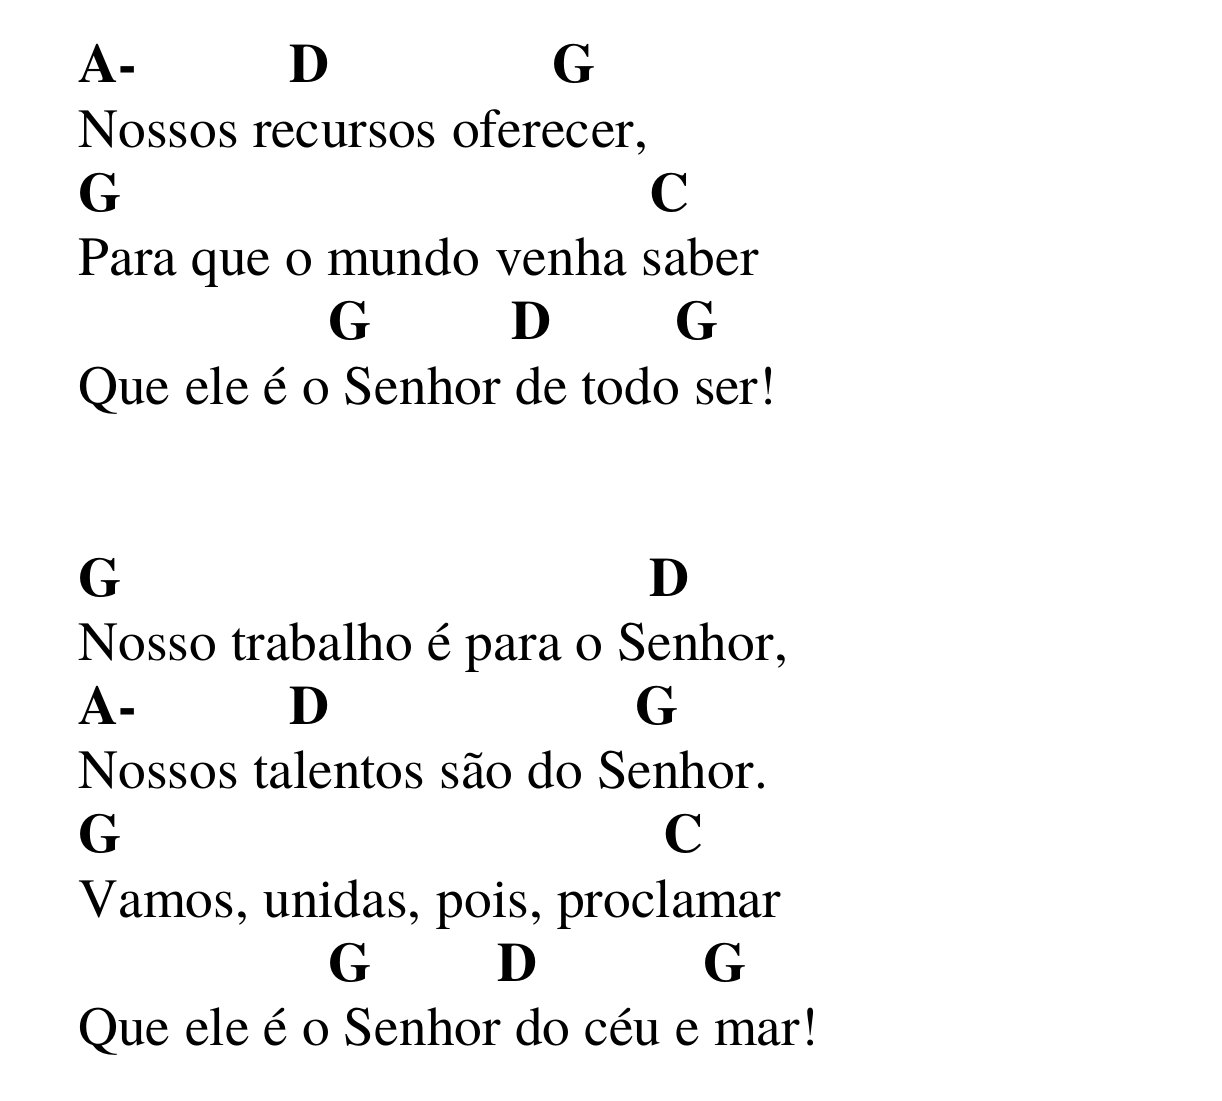 A- D G
Nossos recursos oferecer,
G C
Para que o mundo venha saber
G D G
Que ele é o Senhor de todo ser!
G D
Nosso trabalho é para o Senhor,
A- D G
Nossos talentos são do Senhor.
G C
Vamos, unidas, pois, proclamar
G D G
Que ele é o Senhor do céu e mar!